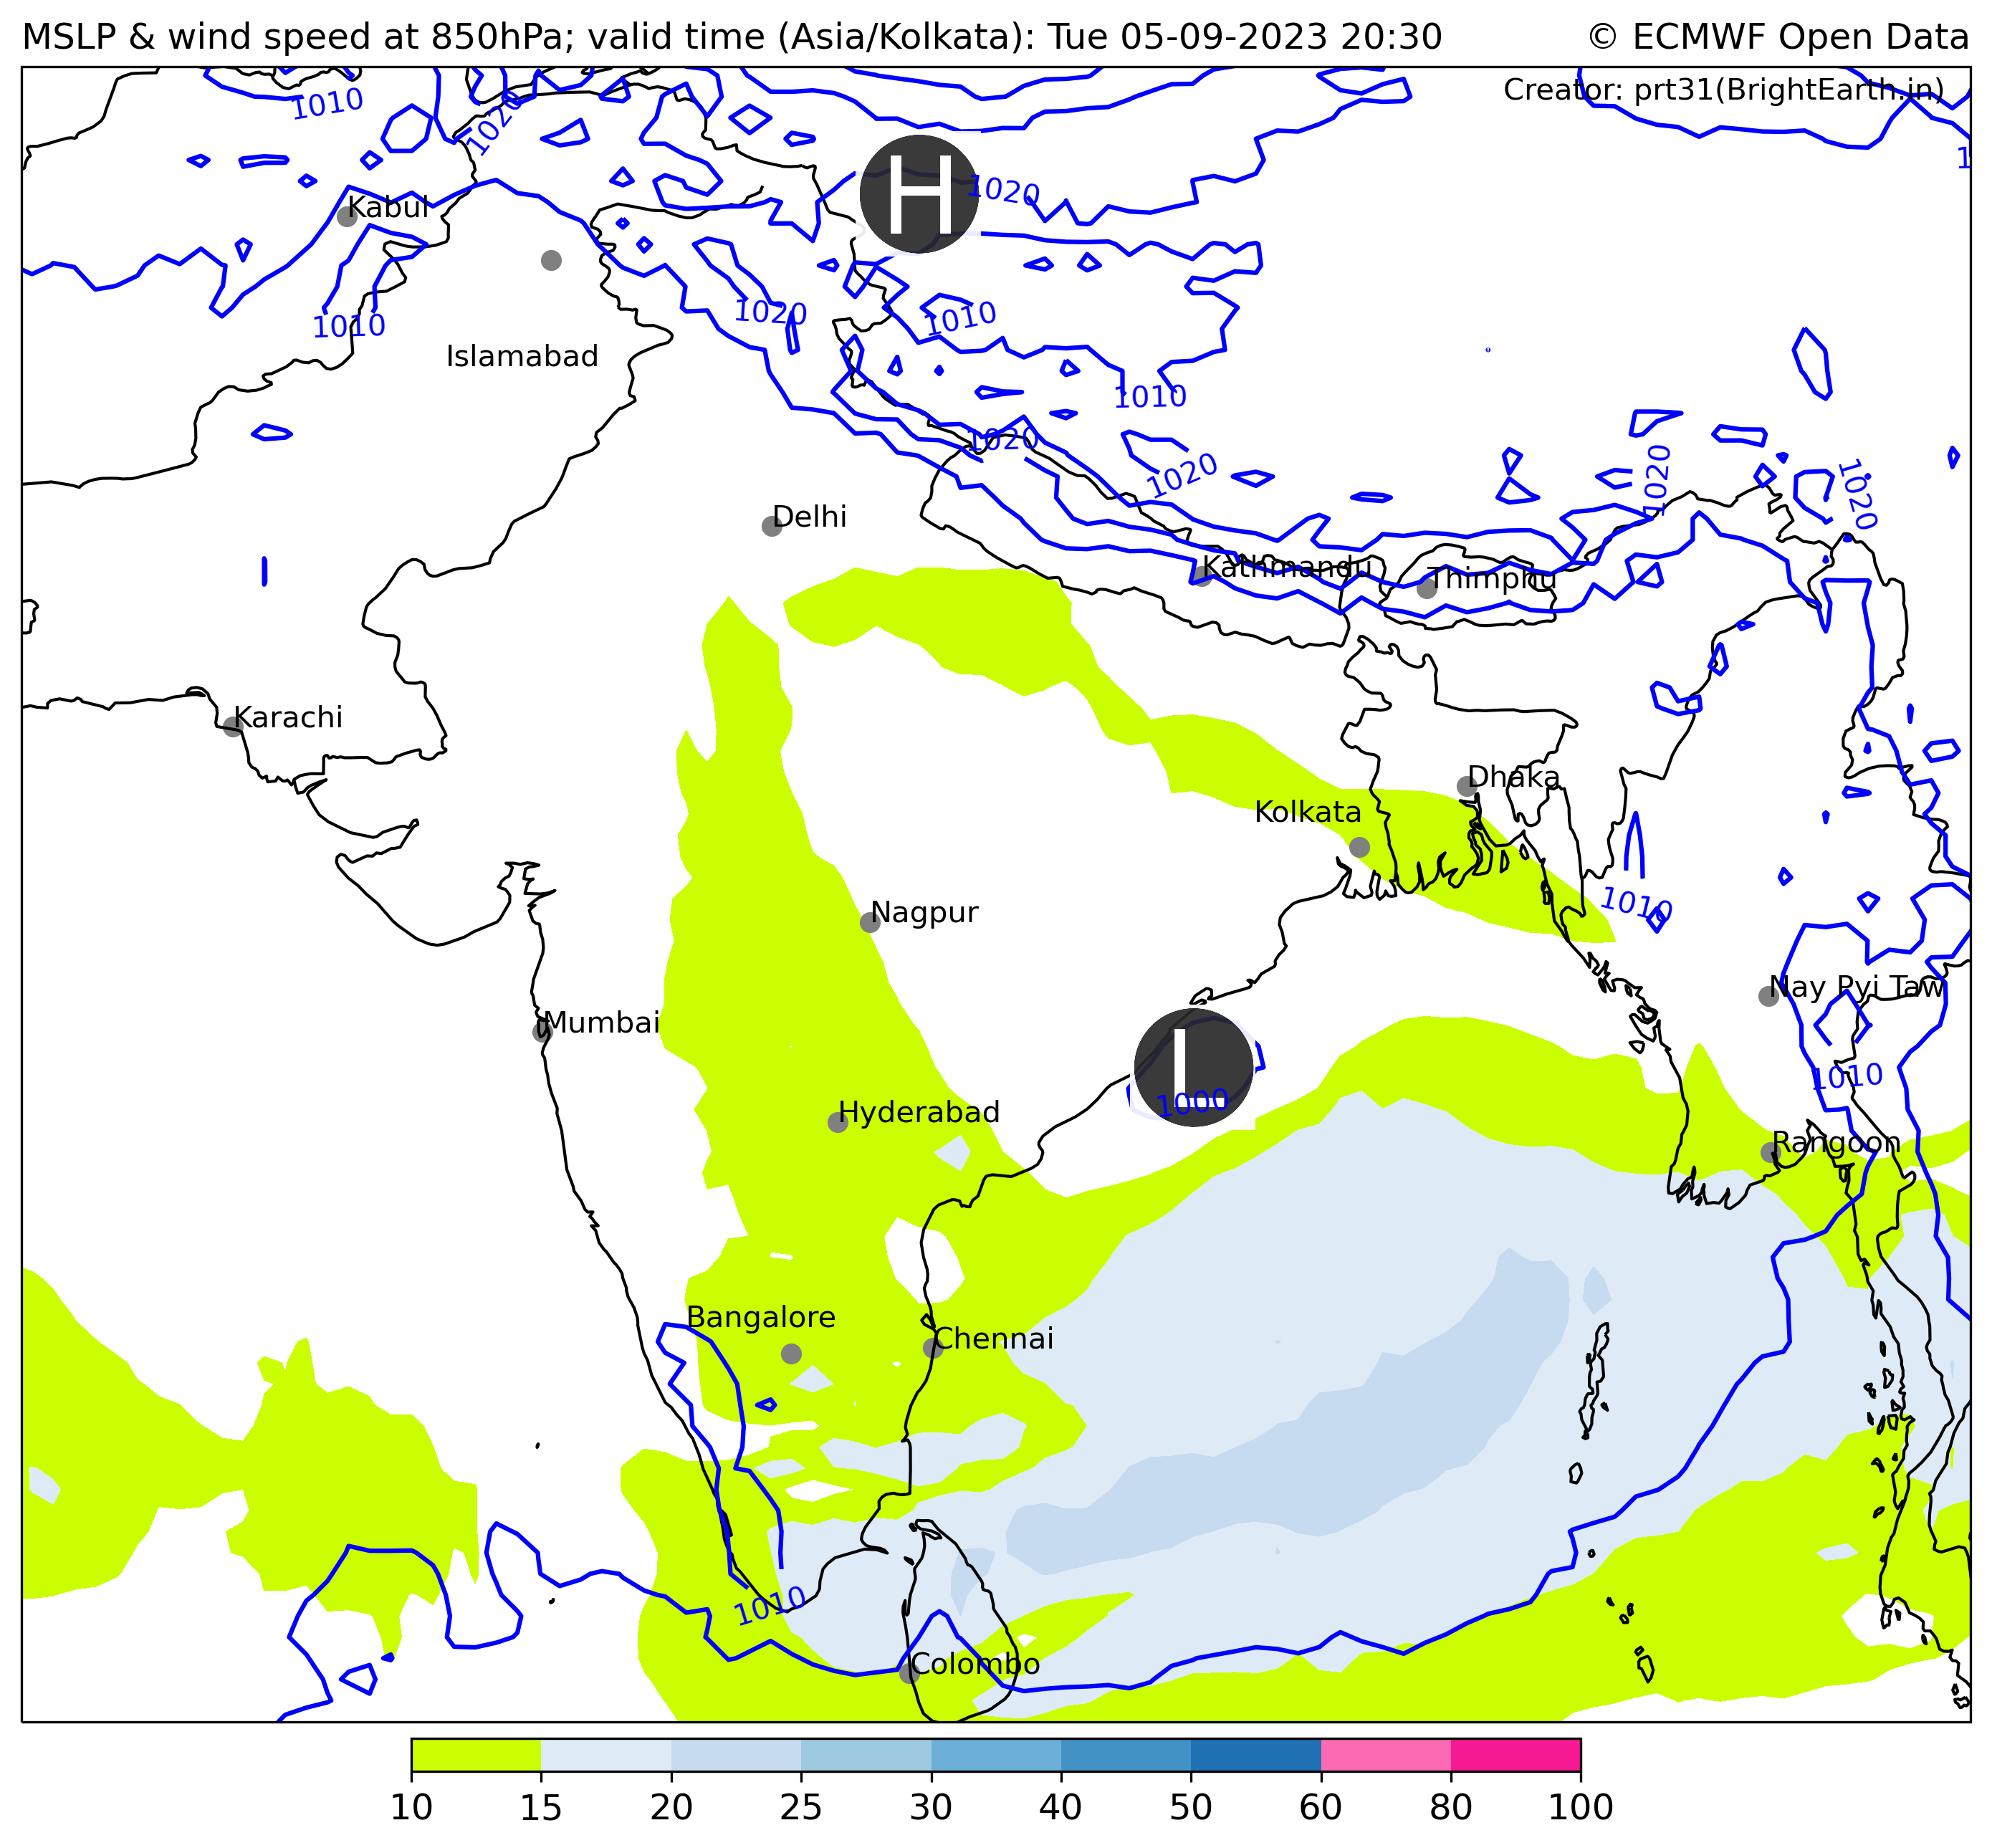 MSLP & wind speed at 850hPa; valid time (Asia/Kolkata): Tue 05-09-2023 20:30
© ECMWF Open Data
Creator: prt31(BrightEarth.in)
1010
1020
1
H
1020
Kabul
1010
1020
1010
Islamabad
1010
1020
1020
1020
1020
Delhi
Kathmandu
Thimphu
Karachi
Dhaka
Kolkata
1010
Nagpur
Nay Pyi Taw
Mumbai
L
1000
1010
Hyderabad
Rangoon
Bangalore
Chennai
1010
Colombo
10 15 20 25 30 40 50 60 80 100